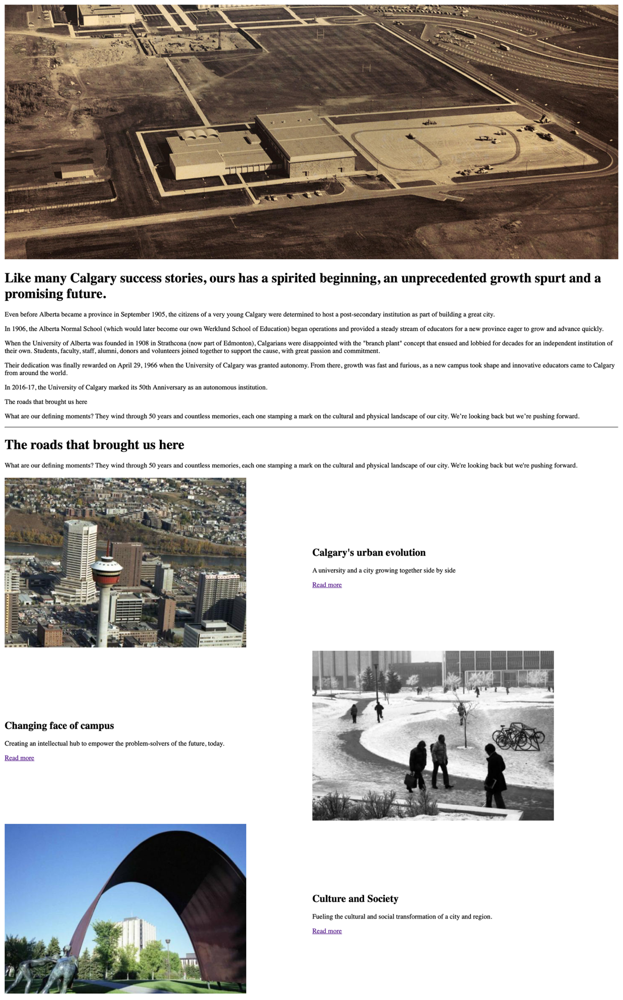 Like many Calgary success stories, ours has a spirited beginning, an unprecedented growth spurt and a
promising future.
Even before Alberta became a province in September 1905, the citizens of a very young Calgary were determined to host a post-secondary institution as part of building a great city.
In 1906, the Alberta Normal School (which would later become our own Werklund School of Education) began operations and provided a steady stream of educators for a new province eager to grow and advance quickly.
When the University of Alberta was founded in 1908 in Strathcona (now part of Edmonton), Calgarians were disappointed with the "branch plant" concept that ensued and lobbied for decades for an independent institution of
their own. Students, faculty, staff, alumni, donors and volunteers joined together to support the cause, with great passion and commitment.
Their dedication was finally rewarded on April 29, 1966 when the University of Calgary was granted autonomy. From there, growth was fast and furious, as a new campus took shape and innovative educators came to Calgary
from around the world.
In 2016-17, the University of Calgary marked its 50th Anniversary as an autonomous institution.
The roads that brought us here
What are our defining moments? They wind through 50 years and countless memories, each one stamping a mark on the cultural and physical landscape of our city. We’re looking back but we’re pushing forward.
The roads that brought us here
What are our defining moments? They wind through 50 years and countless memories, each one stamping a mark on the cultural and physical landscape of our city. We're looking back but we're pushing forward.
Calgary's urban evolution
A university and a city growing together side by side
Read more
Changing face of campus
Creating an intellectual hub to empower the problem-solvers of the future, today.
Read more
Culture and Society
Fueling the cultural and social transformation of a city and region.
Read more